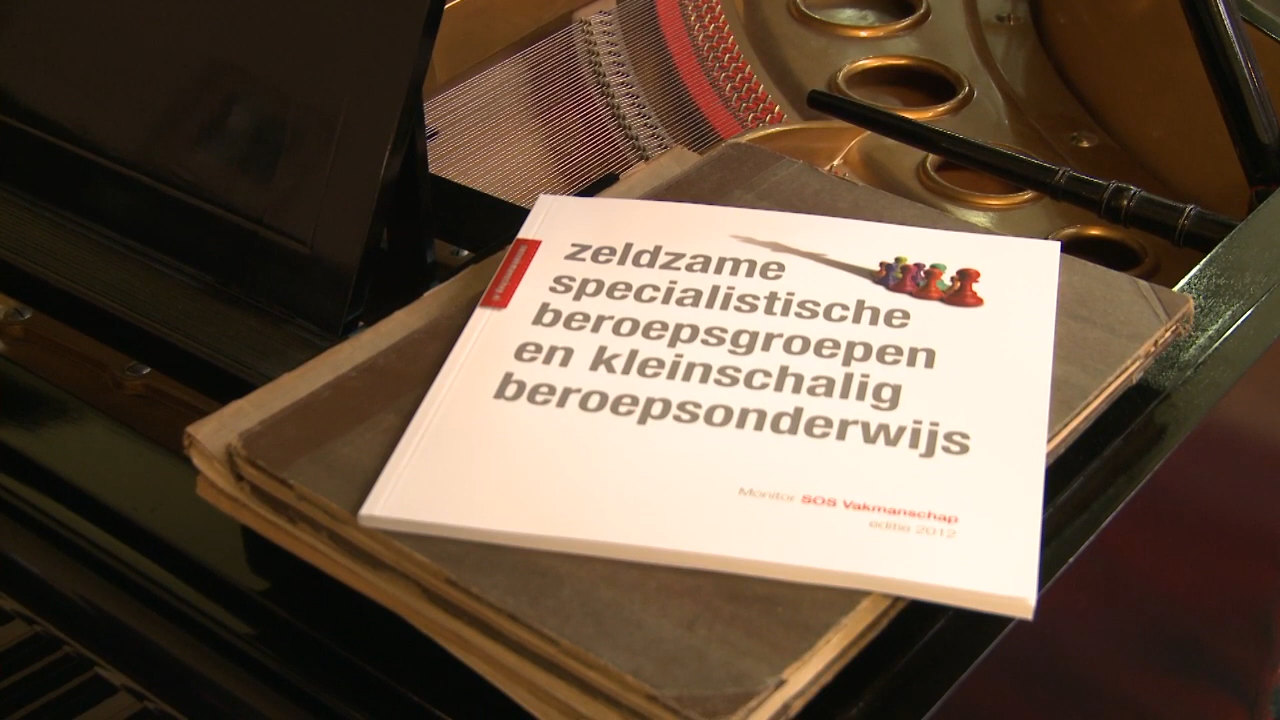 zeldzame
specialistische
beroepsgroepen
en kleinschalig
beroepsonderwijs
Monitor SOS Vakmanschap
editie 2012